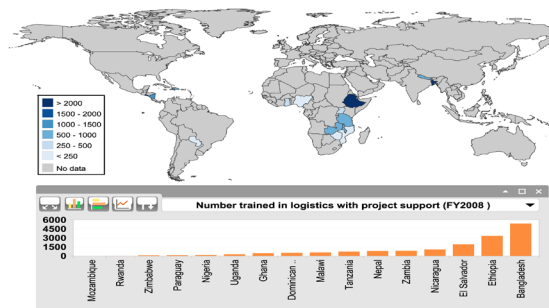 > 2000
1500 - 2000
1000 - 1500
500 - 1000
250 - 500
< 250
No data
Number trained in logistics with project support (FY2008 )
6000
4500
3000
1500
0
Mozambique
Rwanda
Zimbabwe
Paraguay
Nigeria
Uganda
Ghana
Dominican ..
Malawi
Tanzania
Nepal
Zambia
Nicaragua
El Salvador
Ethiopia
Bangladesh